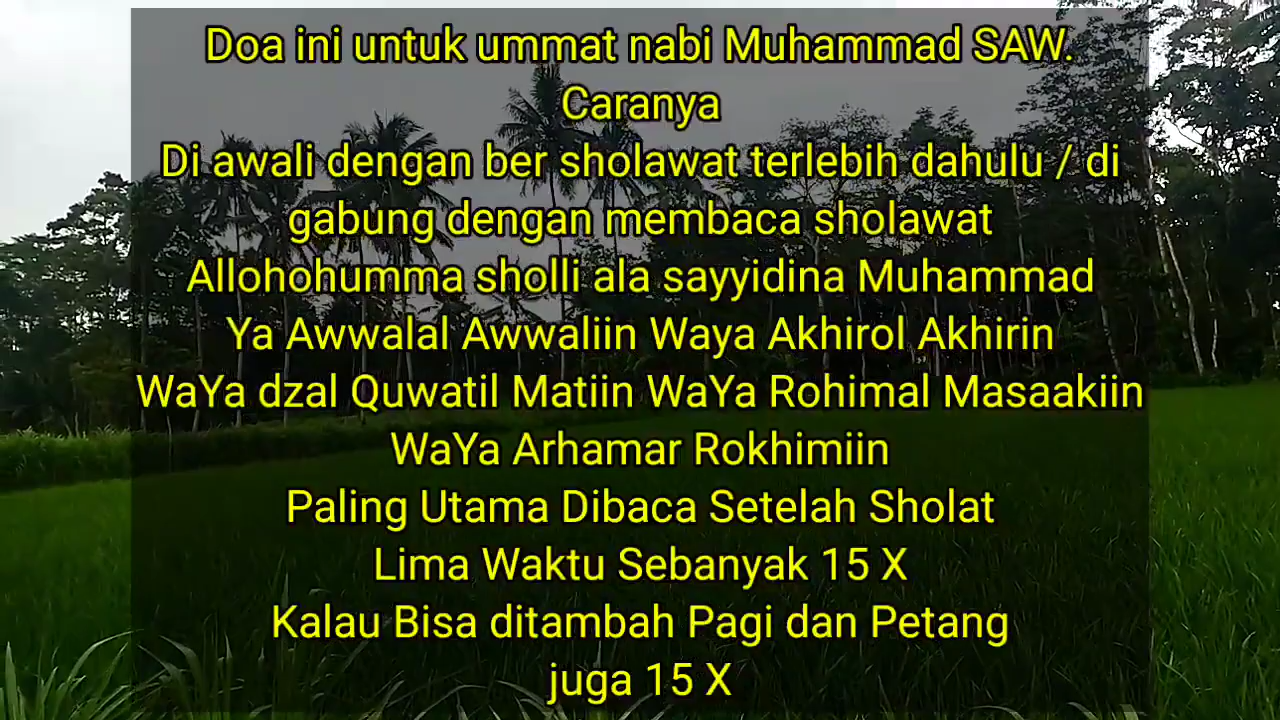 Doa ini untuk ummat nabi Muhammad SAW.
Caranya
Di awali dengan ber sholawat terlebih dahulu / di
gabung dengan membaca sholawat
Allohohumma sholli ala sayyidina Muhammad
Ya Awwalal Awwaliin Waya Akhirol Akhirin
WaYa dzal Quwatil Matiin WaYa Rohimal Masaakiin
WaYa Arhamar Rokhimiin
Paling Utama Dibaca Setelah Sholat
Lima Waktu Sebanyak 15 X
Kalau Bisa ditambah Pagi dan Petang
juga 15 X